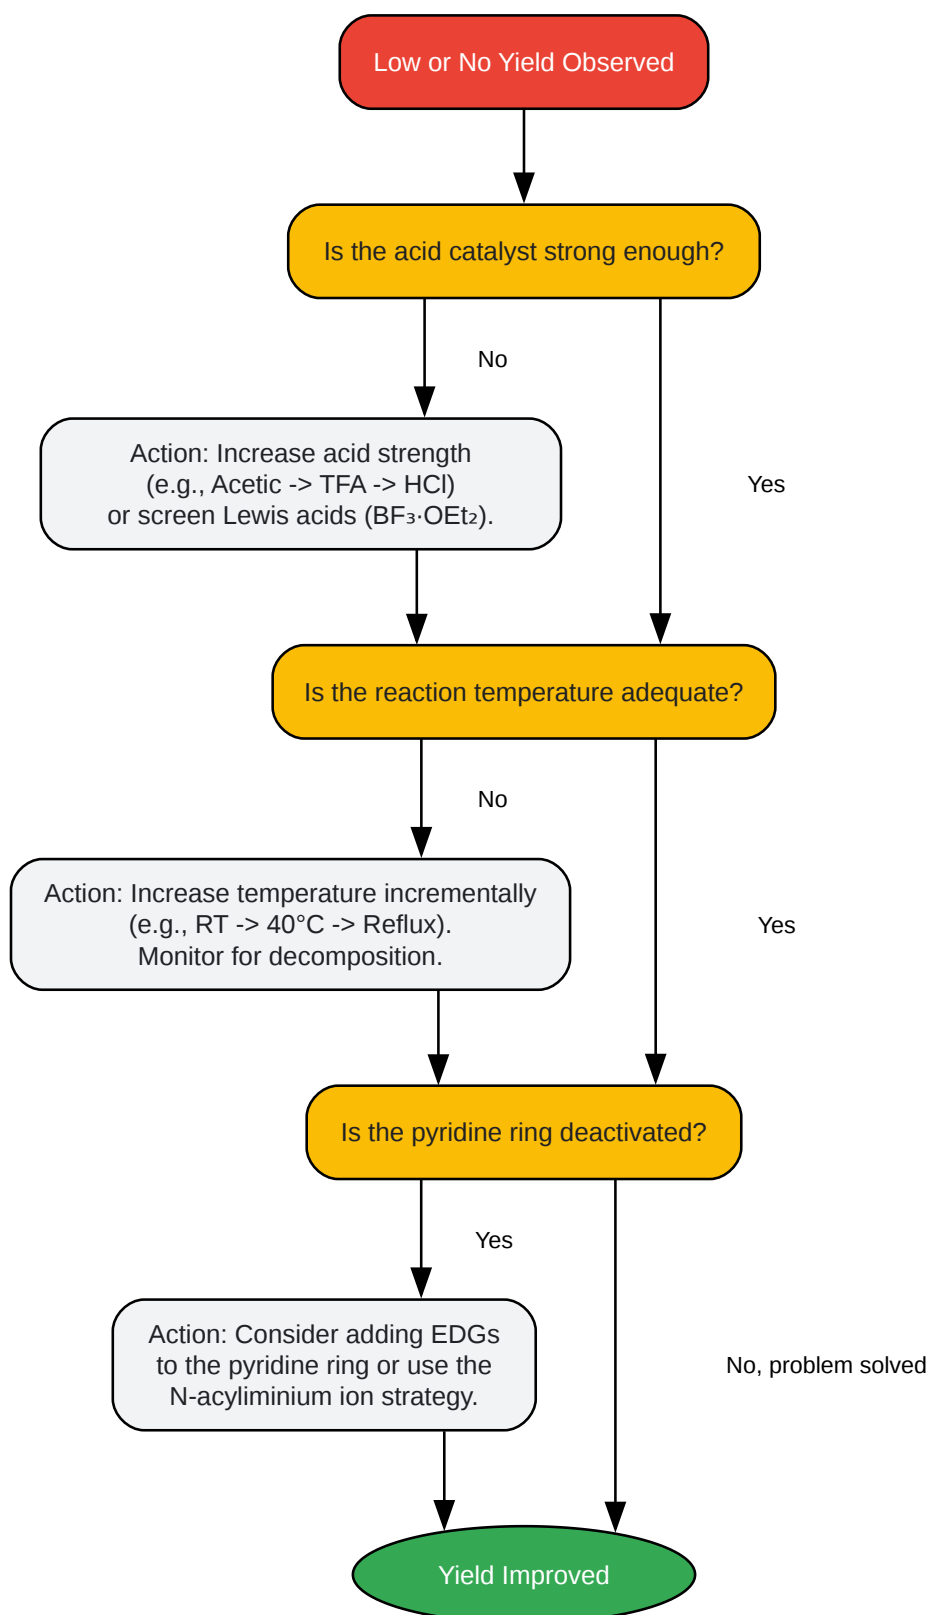 Low or No Yield Observed
Is the acid catalyst strong enough?
No
Action: Increase acid strength
(e.g., Acetic -> TFA -> HCl)
or screen Lewis acids (BF₃·OEt₂).
Yes
Is the reaction temperature adequate?
No
Action: Increase temperature incrementally
(e.g., RT -> 40°C -> Reflux).
Monitor for decomposition.
Yes
Is the pyridine ring deactivated?
Yes
Action: Consider adding EDGs
to the pyridine ring or use the
N-acyliminium ion strategy.
No, problem solved
Yield Improved